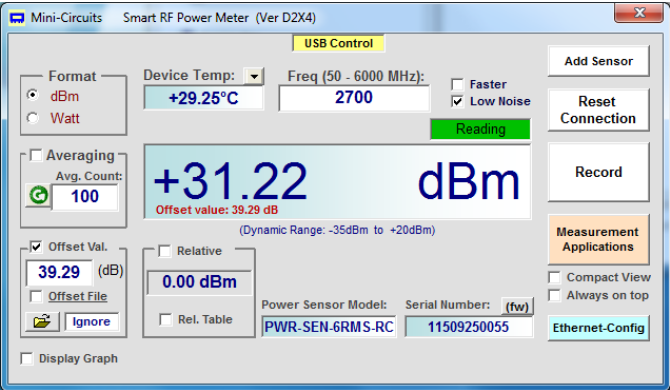 Mini-Circuits Smart RF Power Meter (Ver D2X4)
USB Control
Format
dBm
Watt
Device Temp:
+29.25°C
Freq (50 - 6000 MHz):
2700
Faster
Low Noise
Reading
Add Sensor
Reset
Connection
Record
Averaging
Avg. Count:
100
+31.22 dBm
Offset value: 39.29 dB
(Dynamic Range: -35dBm to +20dBm)
Offset Val.
39.29 (dB)
Offset File
Ignore
Relative
0.00 dBm
Rel. Table
Power Sensor Model:
PWR-SEN-6RMS-RC
Serial Number: (fw)
11509250055
Measurement
Applications
Compact View
Always on top
Ethernet-Config
Display Graph